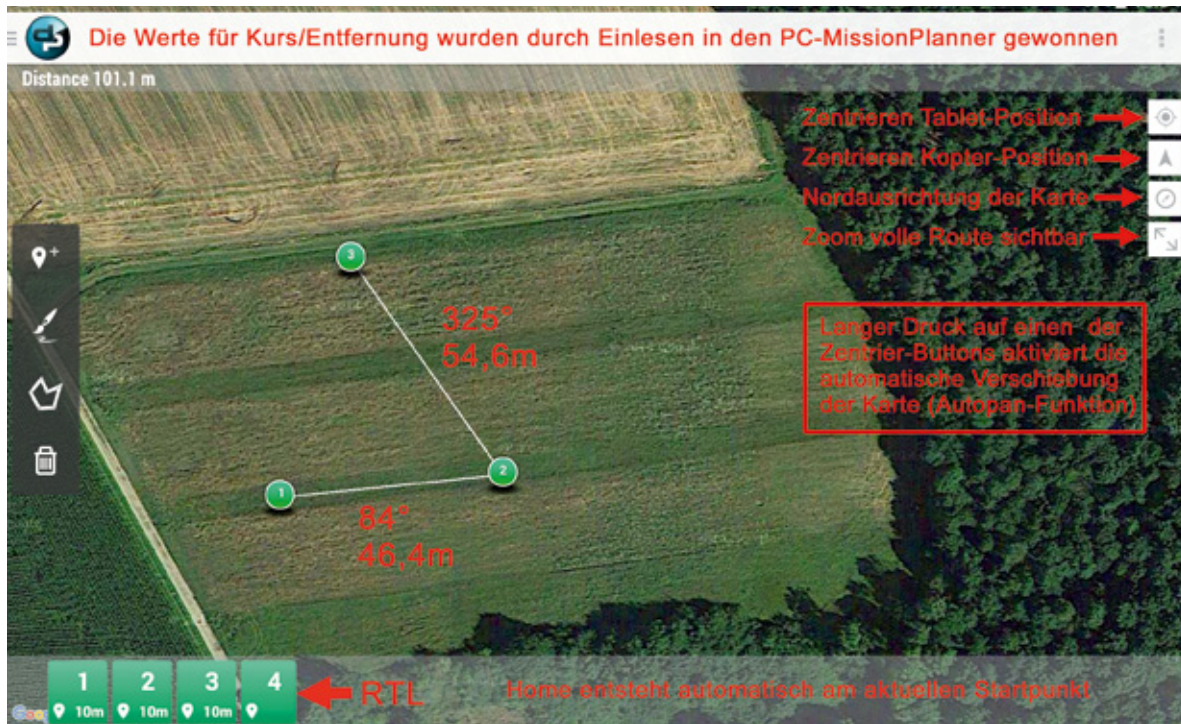 Die Werte für Kurs/Entfernung wurden durch Einlesen in den PC-MissionPlanner gewonnen
Distance 101.1 m
Zentrieren Tablet-Position
Zentrieren Kopter-Position
Nordausrichtung der Karte
Zoom volle Route sichtbar
3
325°
54,6m
Langer Druck auf einen der
Zentrier-Buttons aktiviert die
automatische Verschiebung
der Karte (Autopan-Funktion)
2
1
84°
46,4m
1 2 3 4
10m 10m 10m
RTL
Home entsteht automatisch am aktuellen Startpunkt